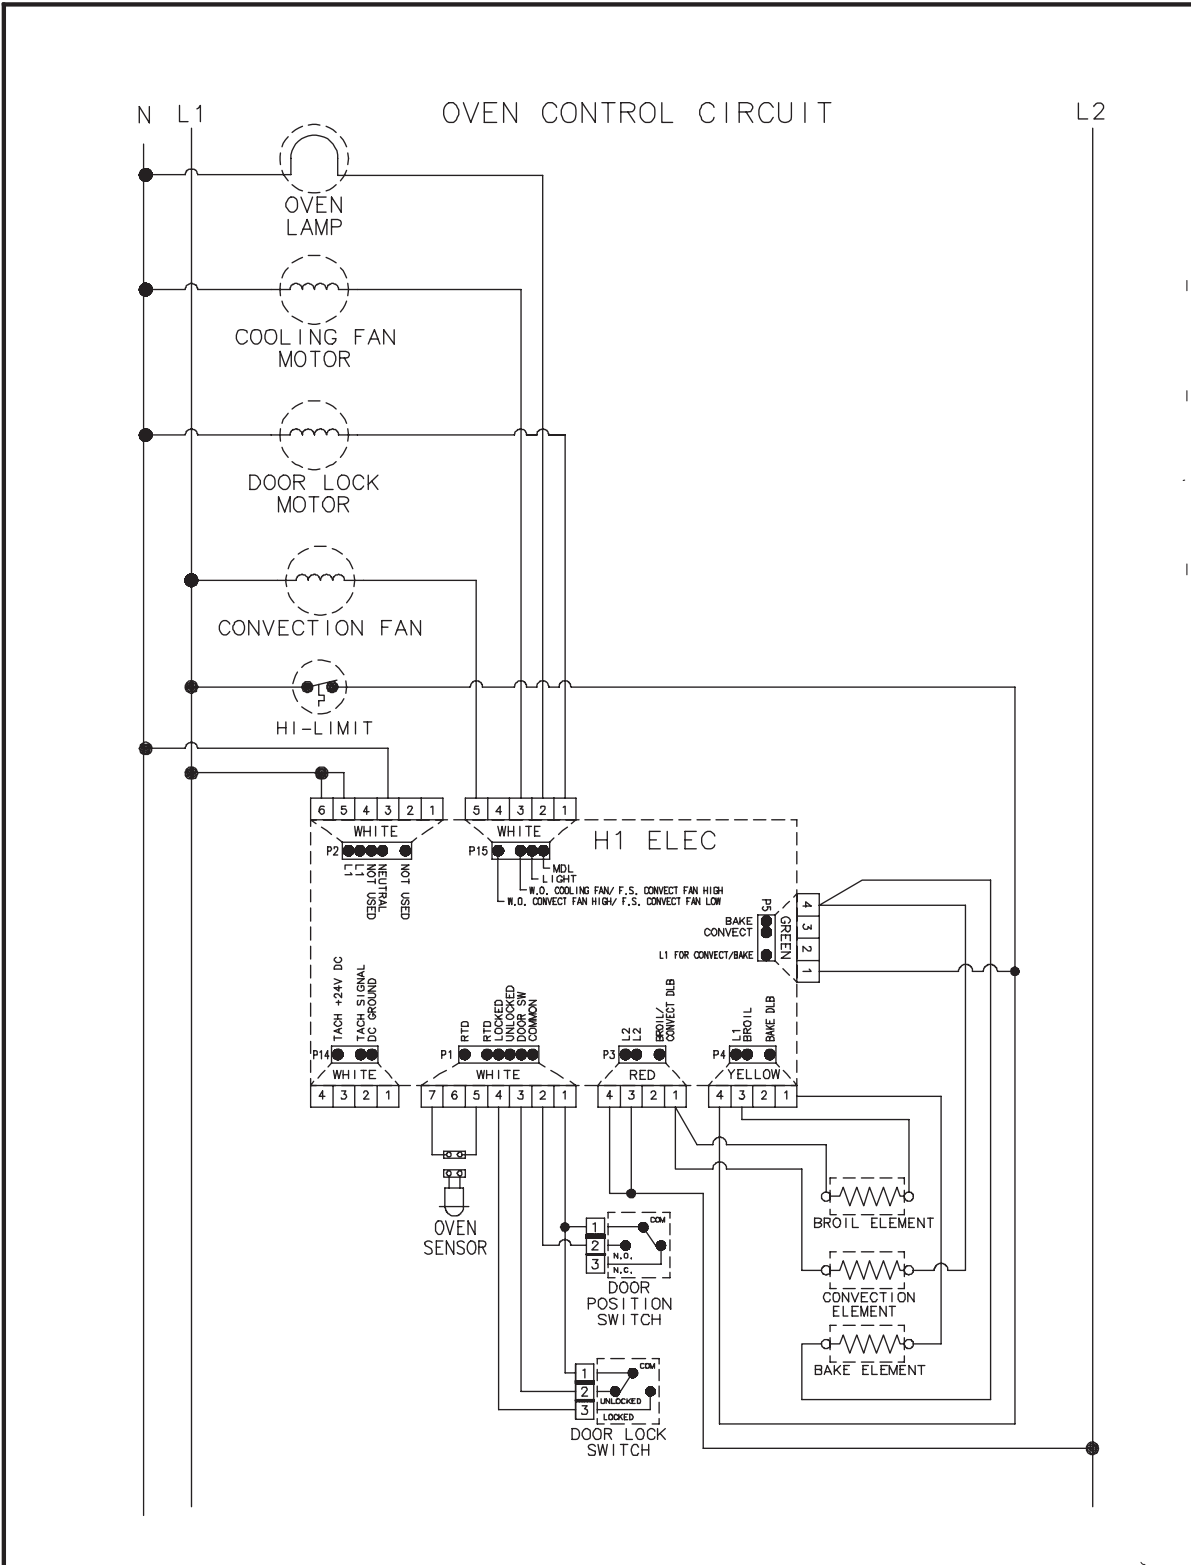 N L1 OVEN CONTROL CIRCUIT L2
OVEN
LAMP
COOLING FAN
MOTOR
DOOR LOCK
MOTOR
CONVECTION FAN
HI-LIMIT
6 5 4 3 2 1
WHITE
P2
L1
L1
NOT USED
NEUTRAL
NOT USED
5 4 3 2 1
WHITE
P15
H1 ELEC
MDL
LIGHT
W.O. COOLING FAN/ F.S. CONVECT FAN HIGH
W.O. CONVECT FAN HIGH/ F.S. CONVECT FAN LOW
P5
GREEN
4
3
2
1
BAKE
CONVECT
L1 FOR CONVECT/BAKE
TACH +24V DC
TACH SIGNAL
DC GROUND
P14
WHITE
4 3 2 1
RTD
RTD
LOCKED
UNLOCKED
DOOR SW
COMMON
P1
WHITE
7 6 5 4 3 2 1
L2
L2
BROIL/
CONVECT DLB
P3
RED
4 3 2 1
L1
BROIL
BAKE DLB
P4
YELLOW
4 3 2 1
OVEN
SENSOR
1
2
3
COM
N.O.
N.C.
DOOR
POSITION
SWITCH
BROIL ELEMENT
CONVECTION
ELEMENT
BAKE ELEMENT
1
2
3
COM
UNLOCKED
LOCKED
DOOR LOCK
SWITCH